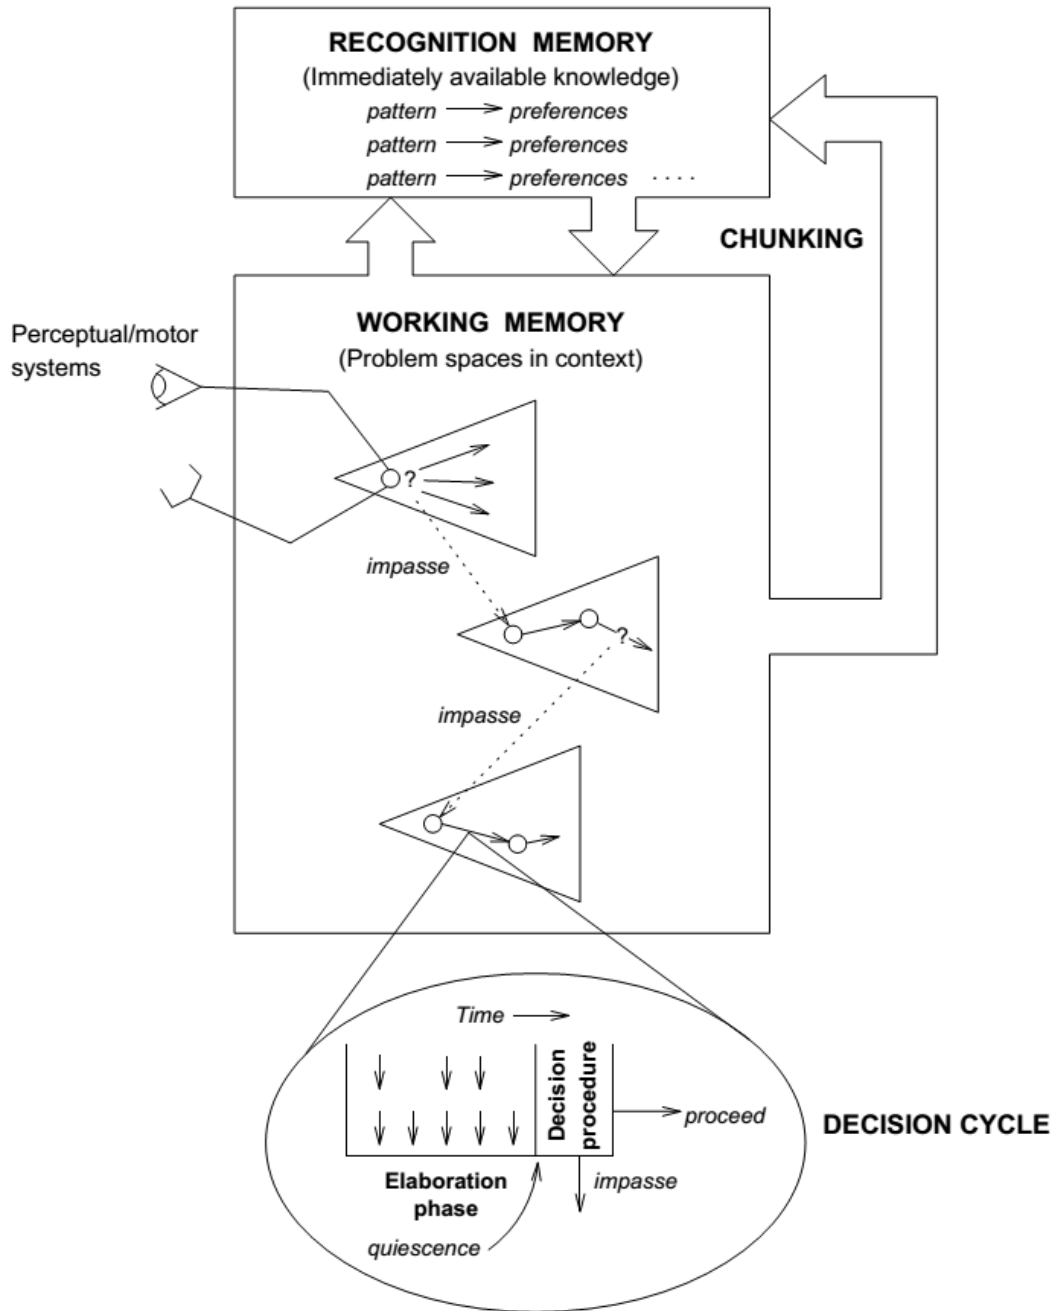 RECOGNITION MEMORY
(Immediately available knowledge)
pattern preferences
pattern preferences
pattern preferences ....
CHUNKING
WORKING MEMORY
(Problem spaces in context)
Perceptual/motor
systems
?
impasse
?
impasse
Time
Decision
procedure
proceed
DECISION CYCLE
Elaboration
phase
impasse
quiescence